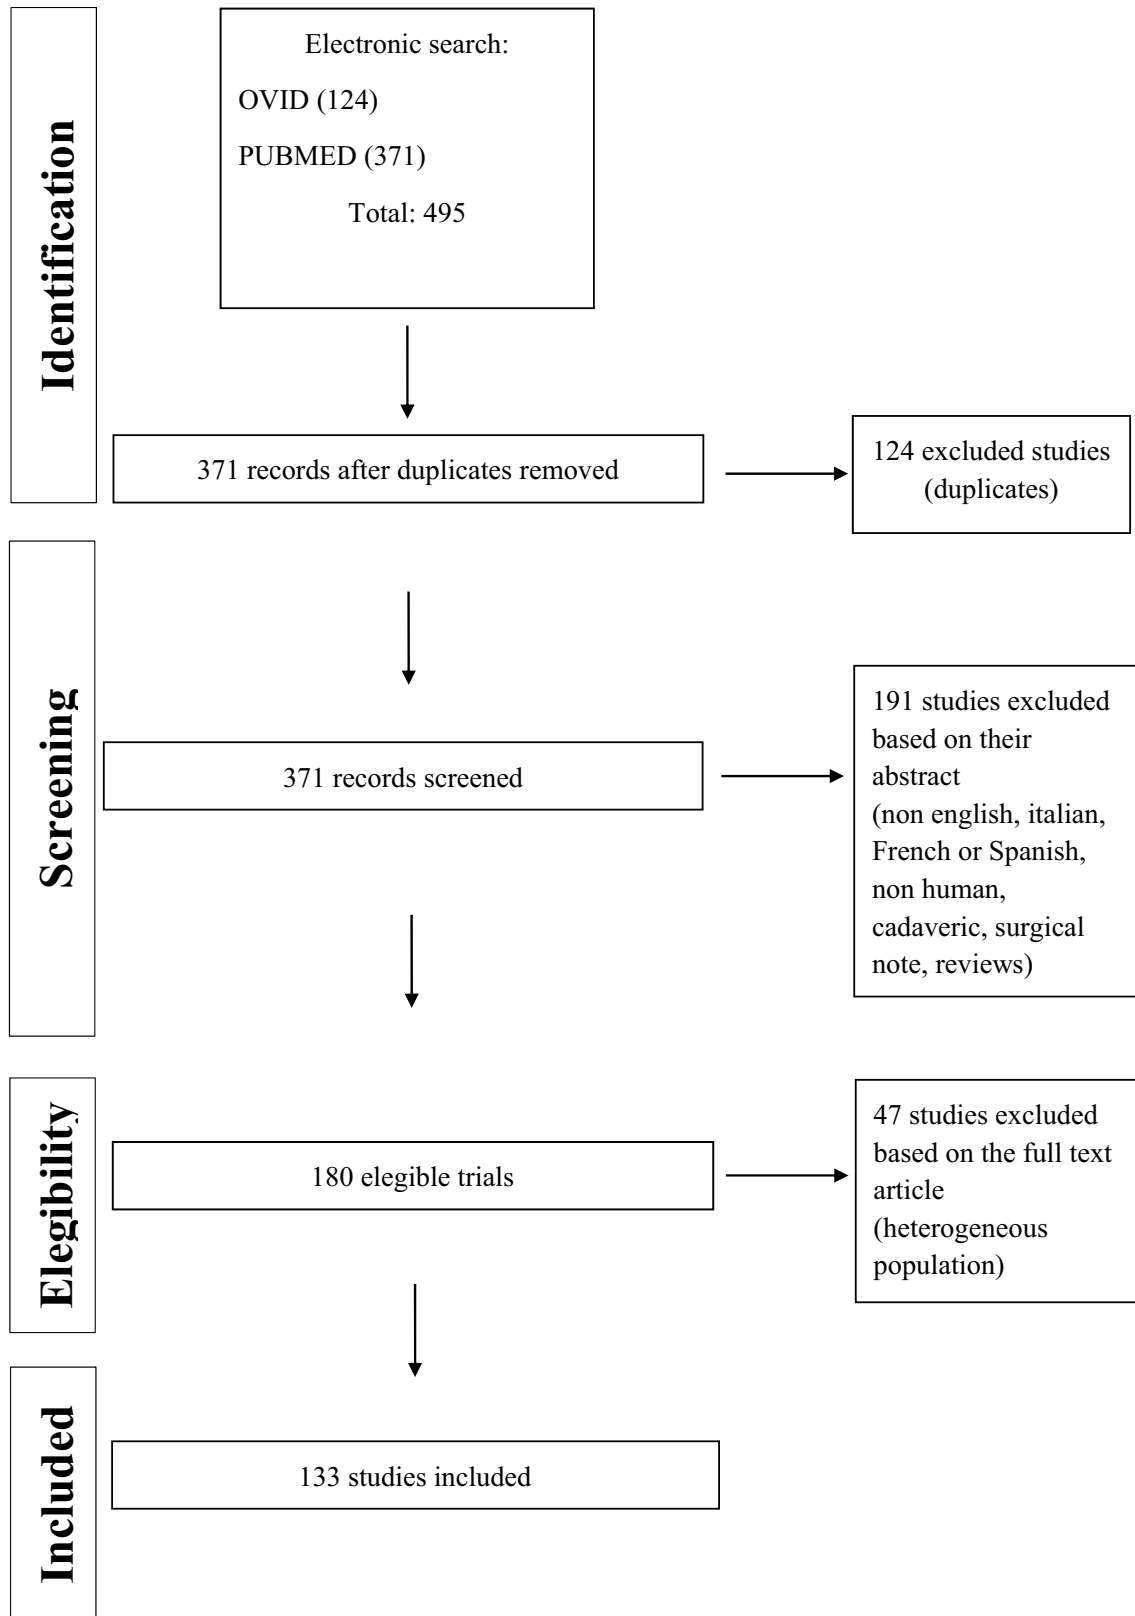 Identification
Electronic search:
OVID (124)
PUBMED (371)
Total: 495
371 records after duplicates removed
124 excluded studies
(duplicates)
Screening
371 records screened
191 studies excluded
based on their
abstract
(non english, italian,
French or Spanish,
non human,
cadaveric, surgical
note, reviews)
Elegibility
180 elegible trials
47 studies excluded
based on the full text
article
(heterogeneous
population)
Included
133 studies included